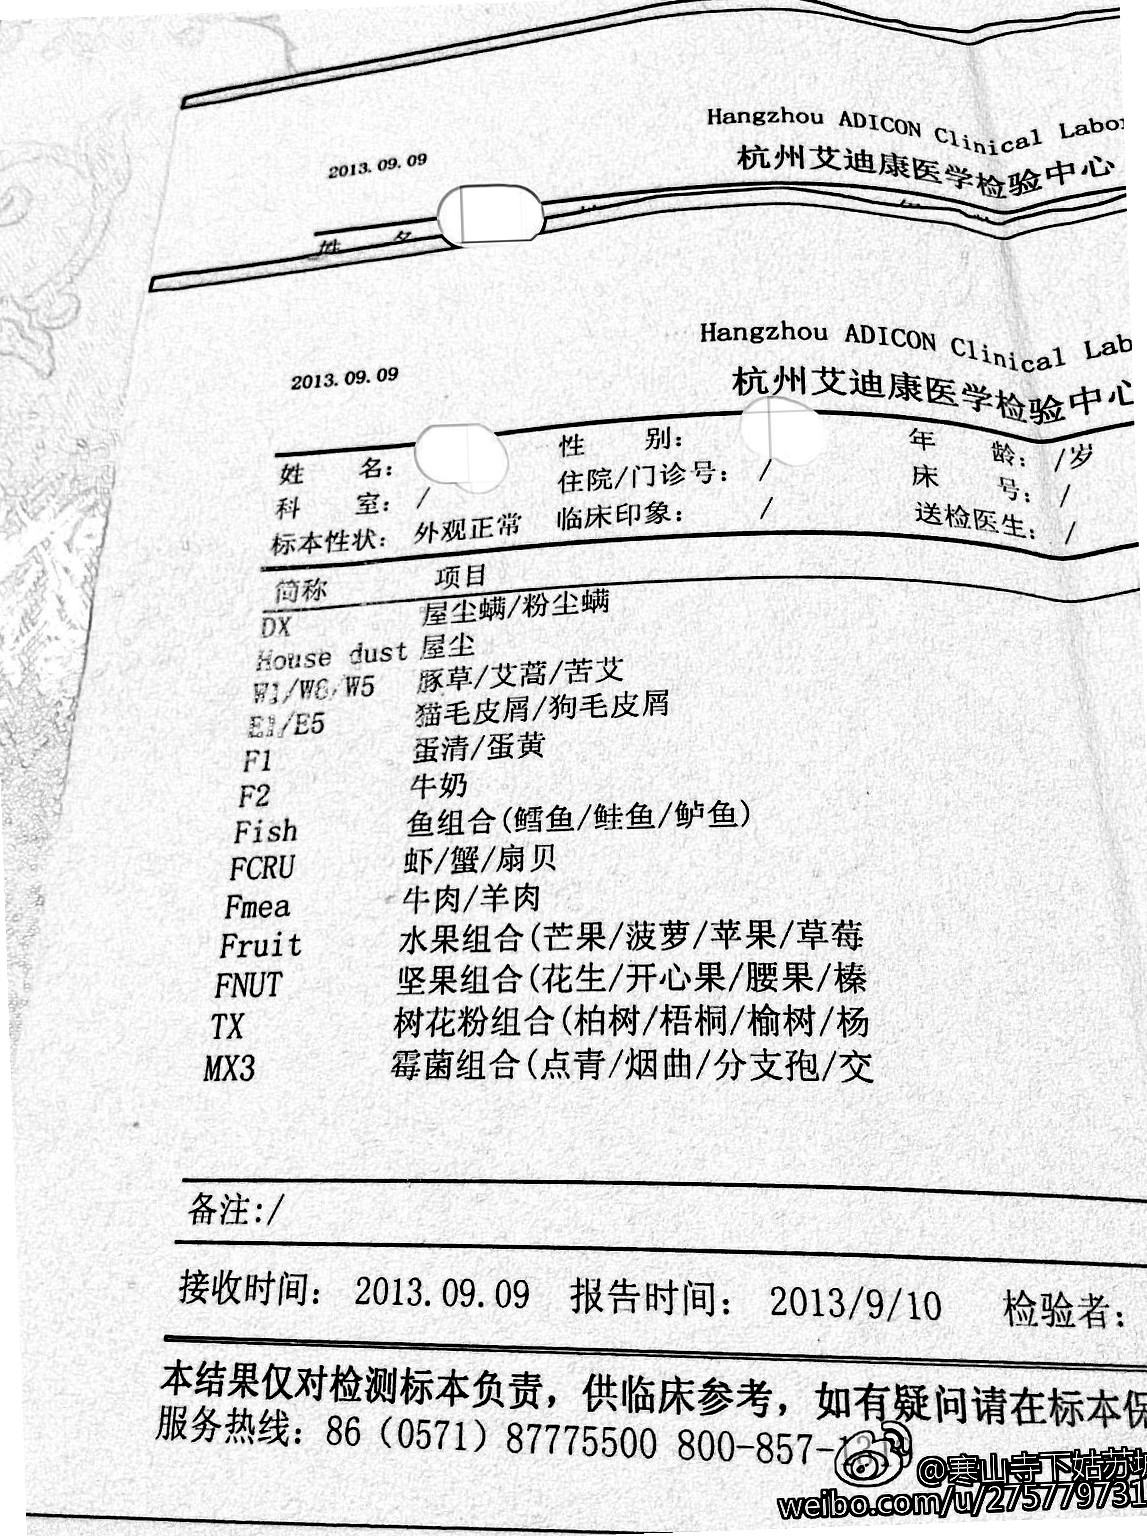 Hangzhou ADICON Clinical
杭州艾迪康医学检验中心
2013.09.09
姓 名
Hangzhou ADICON Clinical Lab
杭州艾迪康医学检验中心
2013.09.09
姓 名: 性 别: 年 龄: /岁
科 室: / 住院/门诊号: / 床 号: /
标本性状: 外观正常 临床印象: / 送检医生: /
简称 项目
DX 屋尘螨/粉尘螨
House dust 屋尘
W1/W6/W5 豚草/艾蒿/苦艾
E1/E5 猫毛皮屑/狗毛皮屑
F1 蛋清/蛋黄
F2 牛奶
Fish 鱼组合(鳕鱼/鲑鱼/鲈鱼)
FCRU 虾/蟹/扇贝
Fmea 牛肉/羊肉
Fruit 水果组合(芒果/菠萝/苹果/草莓
FNUT 坚果组合(花生/开心果/腰果/榛
TX 树花粉组合(柏树/梧桐/榆树/杨
MX3 霉菌组合(点青/烟曲/分支孢/交
备注:/
接收时间: 2013.09.09 报告时间: 2013/9/10 检验者:
本结果仅对检测标本负责，供临床参考，如有疑问请在标本保
服务热线: 86（0571）87775500 800-857-
@寒山寺下姑苏城
weibo.com/u/275779731